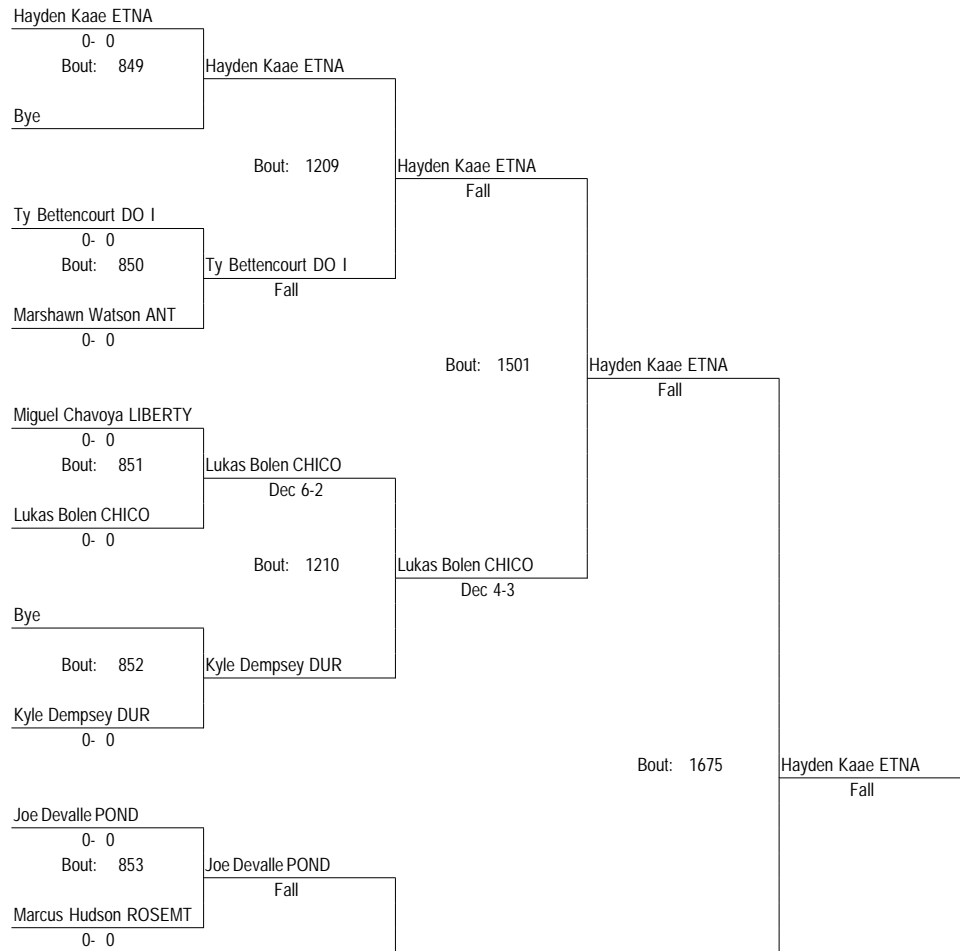 Hayden Kaae ETNA
0- 0
Bout: 849
Hayden Kaae ETNA
Bye
Bout: 1209
Hayden Kaae ETNA
Fall
Ty Bettencourt DO I
0- 0
Bout: 850
Ty Bettencourt DO I
Fall
Marshawn Watson ANT
0- 0
Bout: 1501
Hayden Kaae ETNA
Fall
Miguel Chavoya LIBERTY
0- 0
Bout: 851
Lukas Bolen CHICO
Dec 6-2
Lukas Bolen CHICO
0- 0
Bout: 1210
Lukas Bolen CHICO
Dec 4-3
Bye
Bout: 852
Kyle Dempsey DUR
Kyle Dempsey DUR
0- 0
Bout: 1675
Hayden Kaae ETNA
Fall
Joe Devalle POND
0- 0
Bout: 853
Joe Devalle POND
Fall
Marcus Hudson ROSEMT
0- 0